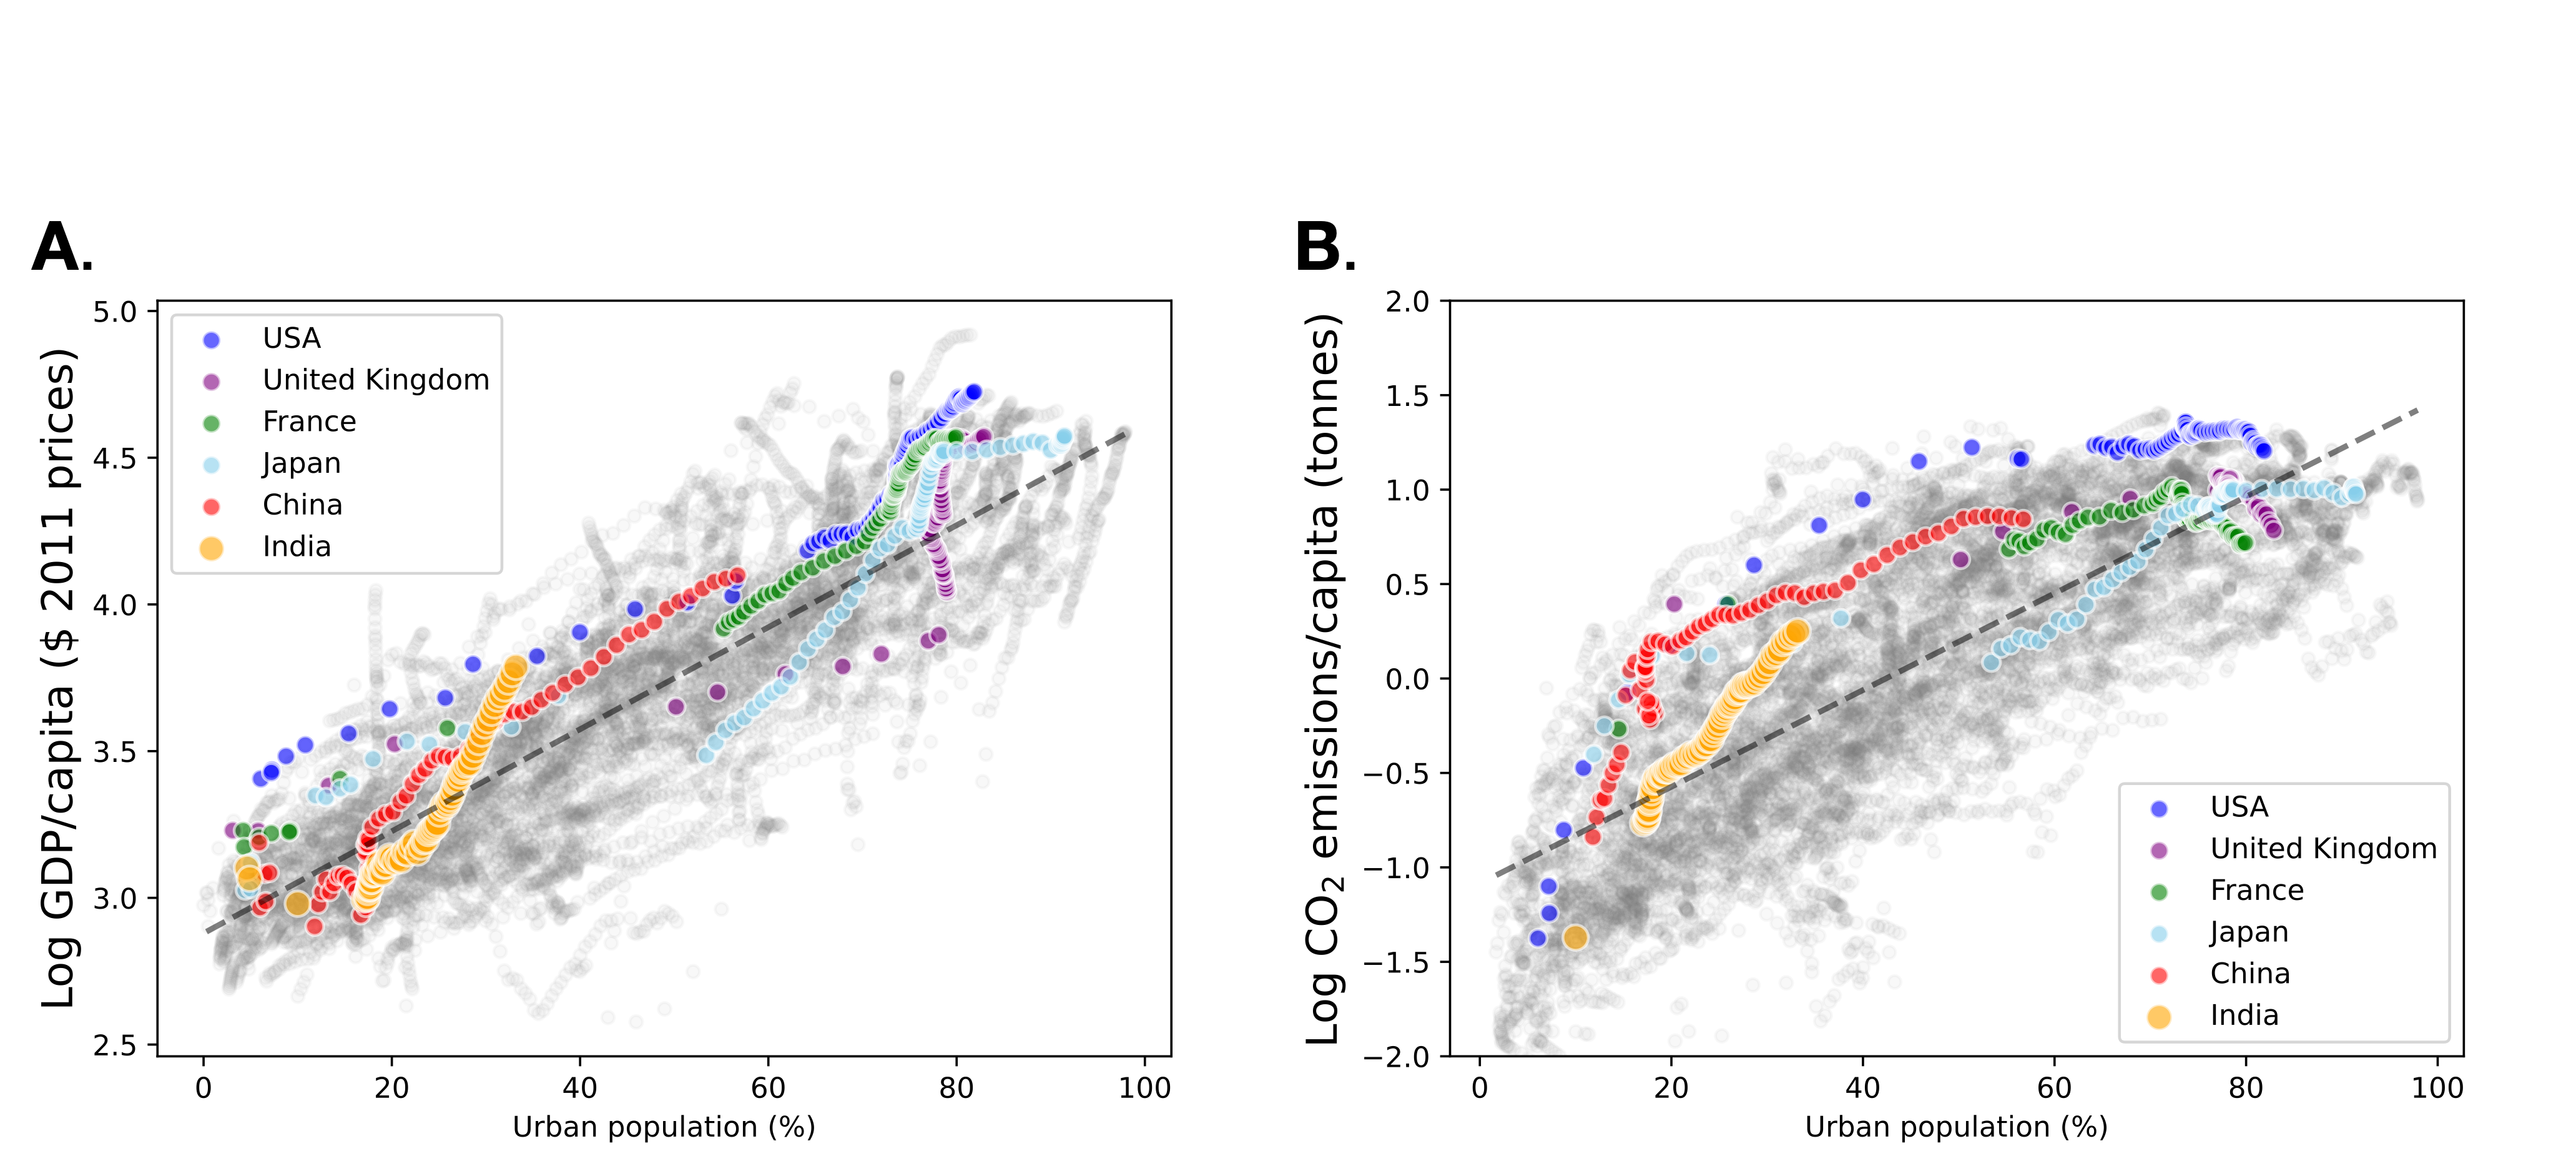 A.
B.
Log GDP/capita ($ 2011 prices)
5.0
4.5
4.0
3.5
3.0
2.5
USA
United Kingdom
France
Japan
China
India
0 20 40 60 80 100
Urban population (%)
Log CO₂ emissions/capita (tonnes)
2.0
1.5
1.0
0.5
0.0
−0.5
−1.0
−1.5
−2.0
USA
United Kingdom
France
Japan
China
India
0 20 40 60 80 100
Urban population (%)